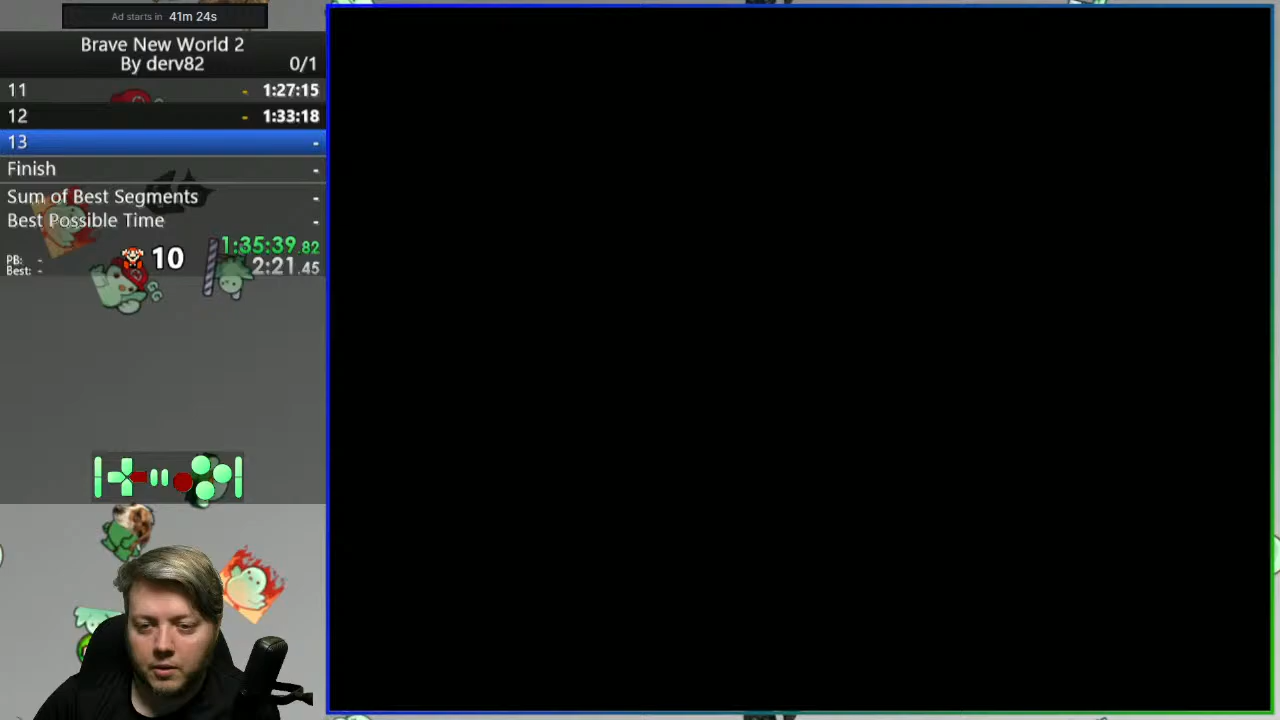 Ad starts in 41m 24s
Brave New World 2
By derv82 0/1
11 - 1:27:15
12 - 1:33:18
13 -
Finish -
Sum of Best Segments -
Best Possible Time -
PB: - 10 1:35:39.82
Best: - 2:21.45